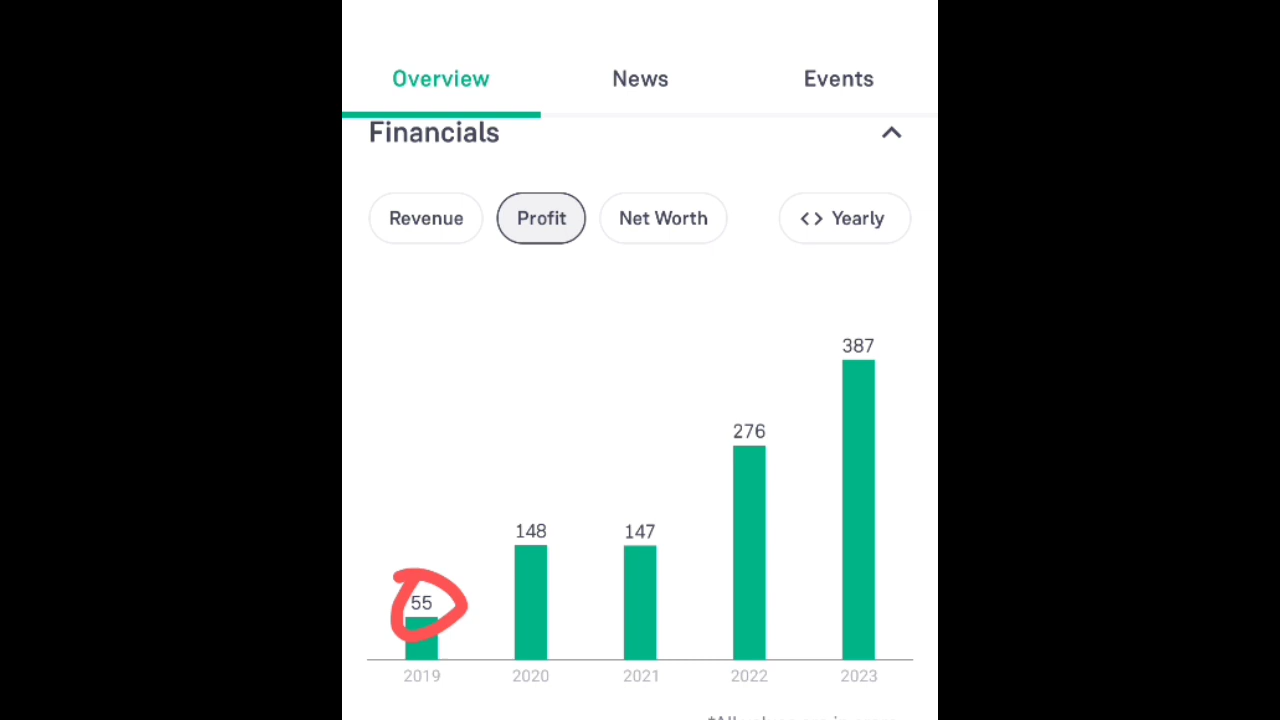 Overview News Events
Financials
Revenue Profit Net Worth <> Yearly
387
276
148 147
55
2019 2020 2021 2022 2023